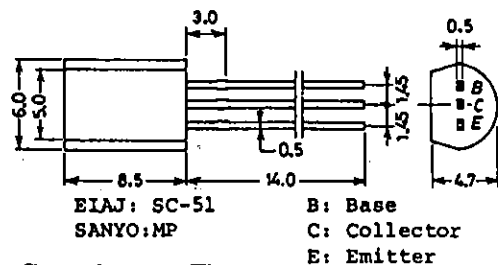 3.0
0.5
6.0
5.0
1.45
1.45
B
C
E
0.5
8.5
14.0
4.7
EIAJ: SC-51
SANYO:MP
B: Base
C: Collector
E: Emitter